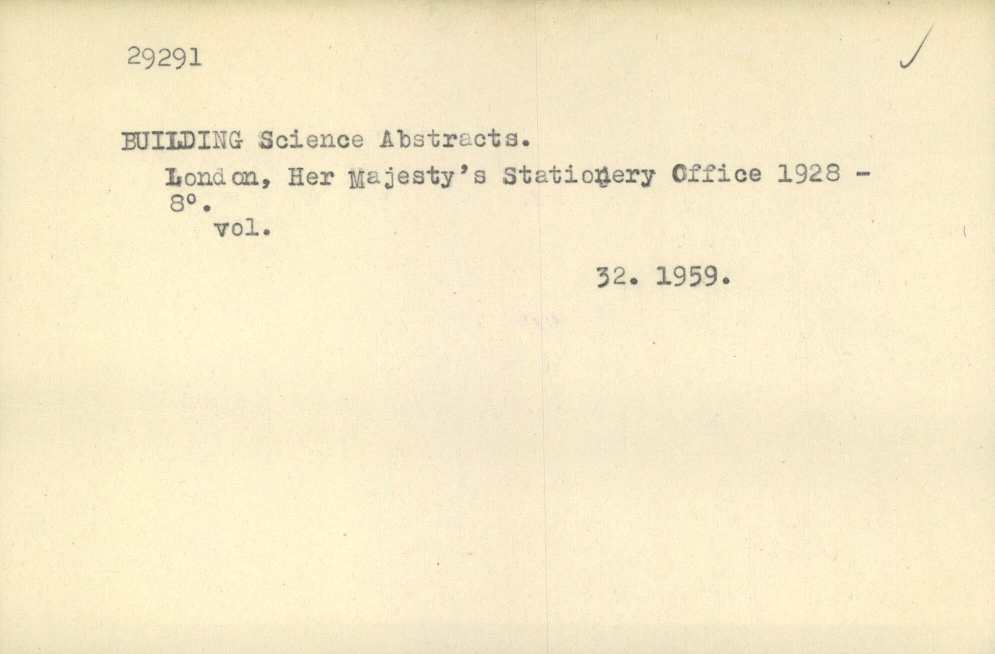 29291
BUILDING Science Abstracts.
London, Her Majesty's Stationery Office 1928 -
8°.
vol.
32. 1959.